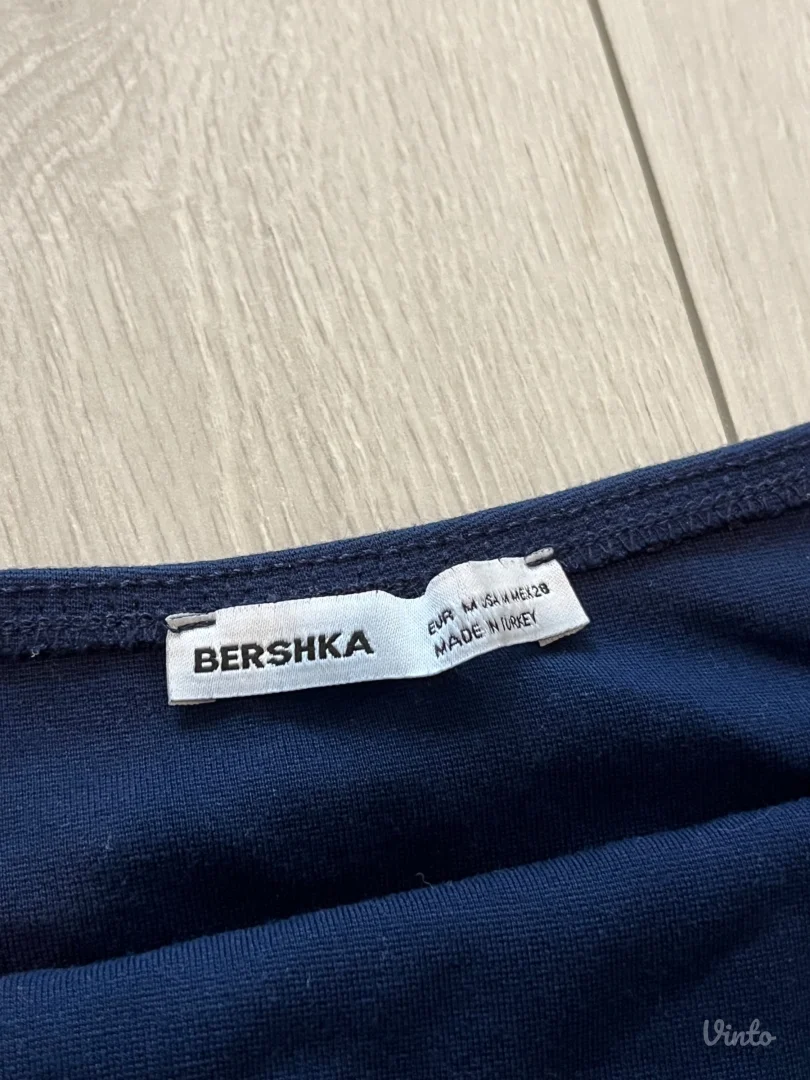 BERSHKA
EUR M USA M MEX 28
MADE IN TURKEY
Vinto